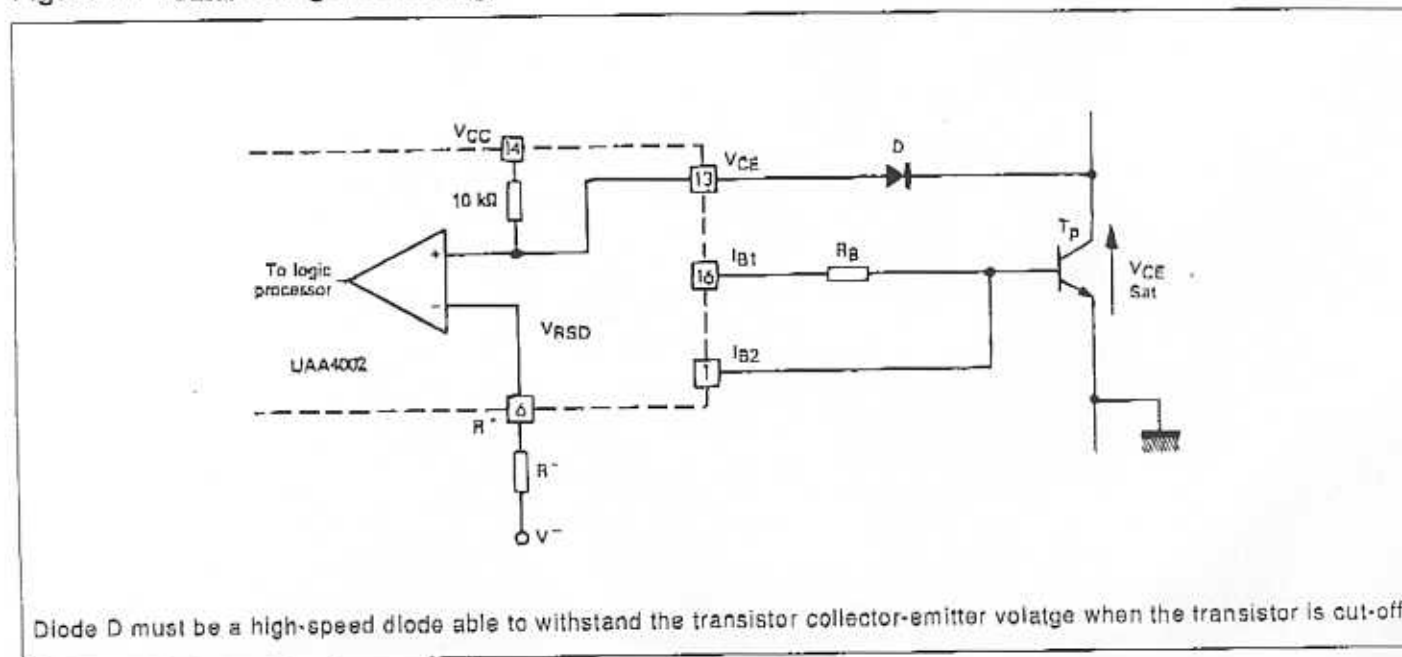 VCC
14
VCE
D
13
10 kΩ
Tp
IB1
RB
16
To logic
processor
VCE
Sat
VRSD
IB2
UAA4002
1
6
R-
R-
V-
Diode D must be a high-speed diode able to withstand the transistor collector-emitter volatge when the transistor is cut-off